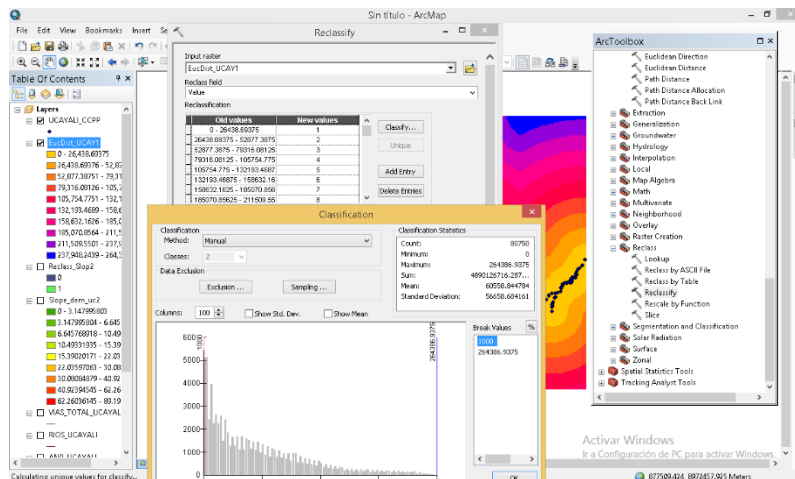 Sin título - ArcMap
File Edit View Bookmarks Insert Se
Reclassify
Input raster
EucDist_UCAY1
Reclass field
Value
Reclassification
Old values New values
0 - 26438.69375 1
26438.69375 - 52877.3875 2
52877.3875 - 79316.08125 3
79316.08125 - 105754.775 4
105754.775 - 132193.4687 5
132193.46875 - 158632.16 6
158632.1625 - 185070.856 7
185070.85625 - 211509.55 8
Classify...
Unique
Add Entry
Delete Entries
Table Of Contents
Layers
UCAYALI_CCPP
EucDist_UCAY1
0 - 26,438.69375
26,438.69376 - 52,87
52,877.38751 - 79,31
79,316.08126 - 105,7
105,754.7751 - 132,1
132,193.4689 - 158,6
158,632.1626 - 185,0
185,070.8564 - 211,5
211,509.5501 - 237,9
237,948.2439 - 264,3
Reclass_Slop2
0
1
Slope_dem_uc2
0 - 3.147995803
3.147995804 - 6.645
6.645768918 - 10.49
10.49331935 - 15.39
15.39020171 - 22.03
22.03597063 - 30.08
30.08084879 - 40.92
40.92394545 - 62.26
62.26036145 - 89.19
VIAS_TOTAL_UCAYAL
RIOS_UCAYALI
Calculating unique values for classify...
Classification
Classification
Method: Manual
Classes: 2
Data Exclusion
Exclusion ...
Sampling ...
Classification Statistics
Count: 80750
Minimum: 0
Maximum: 264386.9375
Sum: 4890126716.287...
Mean: 60558.844784
Standard Deviation: 56658.684161
Columns: 100
Show Std. Dev.
Show Mean
Break Values %
1000
264386.9375
1000
264386.9375
6000
5000
4000
3000
2000
1000
0
OK
ArcToolbox
Euclidean Direction
Euclidean Distance
Path Distance
Path Distance Allocation
Path Distance Back Link
Extraction
Generalization
Groundwater
Hydrology
Interpolation
Local
Map Algebra
Math
Multivariate
Neighborhood
Overlay
Raster Creation
Reclass
Lookup
Reclass by ASCII File
Reclass by Table
Reclassify
Rescale by Function
Slice
Segmentation and Classification
Solar Radiation
Surface
Zonal
Spatial Statistics Tools
Tracking Analyst Tools
Activar Windows
Ir a Configuración de PC para activar Windows.
877509.424 8972457.925 Meters